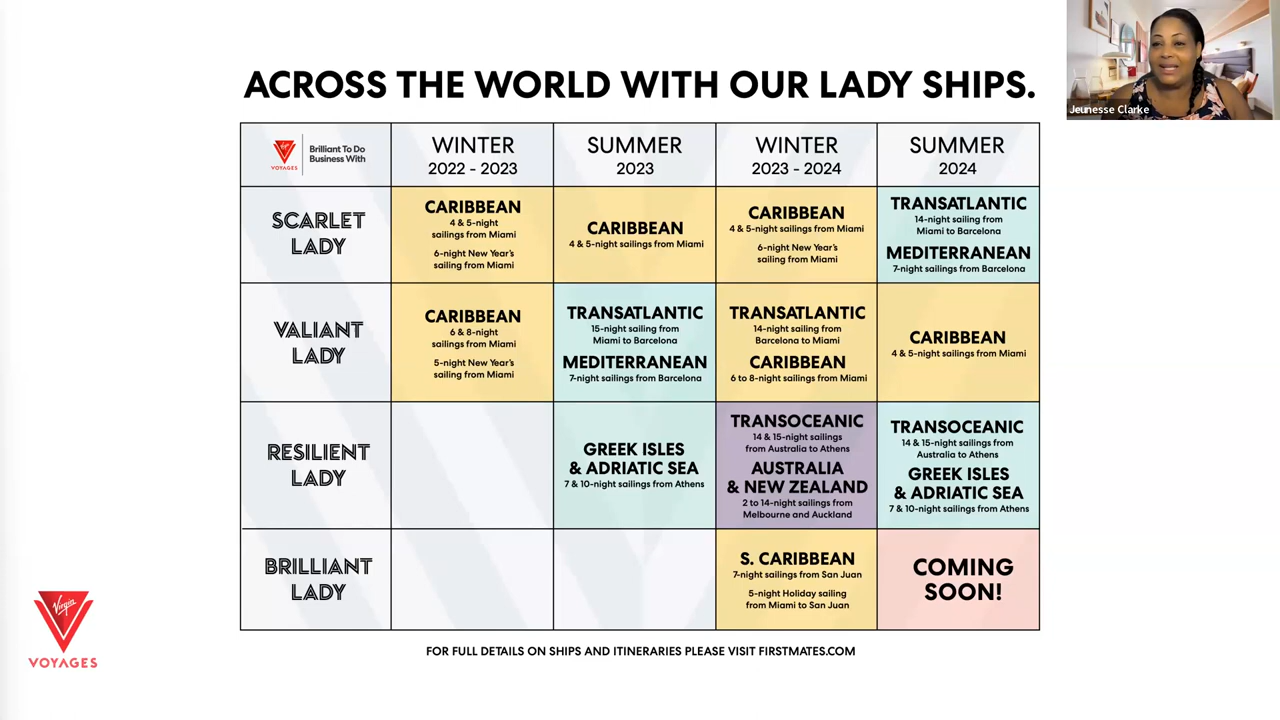 Jeunesse Clarke
ACROSS THE WORLD WITH OUR LADY SHIPS.
Virgin
VOYAGES
Brilliant To Do
Business With
WINTER
2022 - 2023
SUMMER
2023
WINTER
2023 - 2024
SUMMER
2024
SCARLET
LADY
CARIBBEAN
4 & 5-night
sailings from Miami
6-night New Year's
sailing from Miami
CARIBBEAN
4 & 5-night sailings from Miami
CARIBBEAN
4 & 5-night sailings from Miami
6-night New Year's
sailing from Miami
TRANSATLANTIC
14-night sailing from
Miami to Barcelona
MEDITERRANEAN
7-night sailings from Barcelona
VALIANT
LADY
CARIBBEAN
6 & 8-night
sailings from Miami
5-night New Year's
sailing from Miami
TRANSATLANTIC
15-night sailing from
Miami to Barcelona
MEDITERRANEAN
7-night sailings from Barcelona
TRANSATLANTIC
14-night sailing from
Barcelona to Miami
CARIBBEAN
6 to 8-night sailings from Miami
CARIBBEAN
4 & 5-night sailings from Miami
RESILIENT
LADY
GREEK ISLES
& ADRIATIC SEA
7 & 10-night sailings from Athens
TRANSOCEANIC
14 & 15-night sailings
from Australia to Athens
AUSTRALIA
& NEW ZEALAND
2 to 14-night sailings from
Melbourne and Auckland
TRANSOCEANIC
14 & 15-night sailings from
Australia to Athens
GREEK ISLES
& ADRIATIC SEA
7 & 10-night sailings from Athens
BRILLIANT
LADY
S. CARIBBEAN
7-night sailings from San Juan
5-night Holiday sailing
from Miami to San Juan
COMING
SOON!
Virgin
VOYAGES
FOR FULL DETAILS ON SHIPS AND ITINERARIES PLEASE VISIT FIRSTMATES.COM